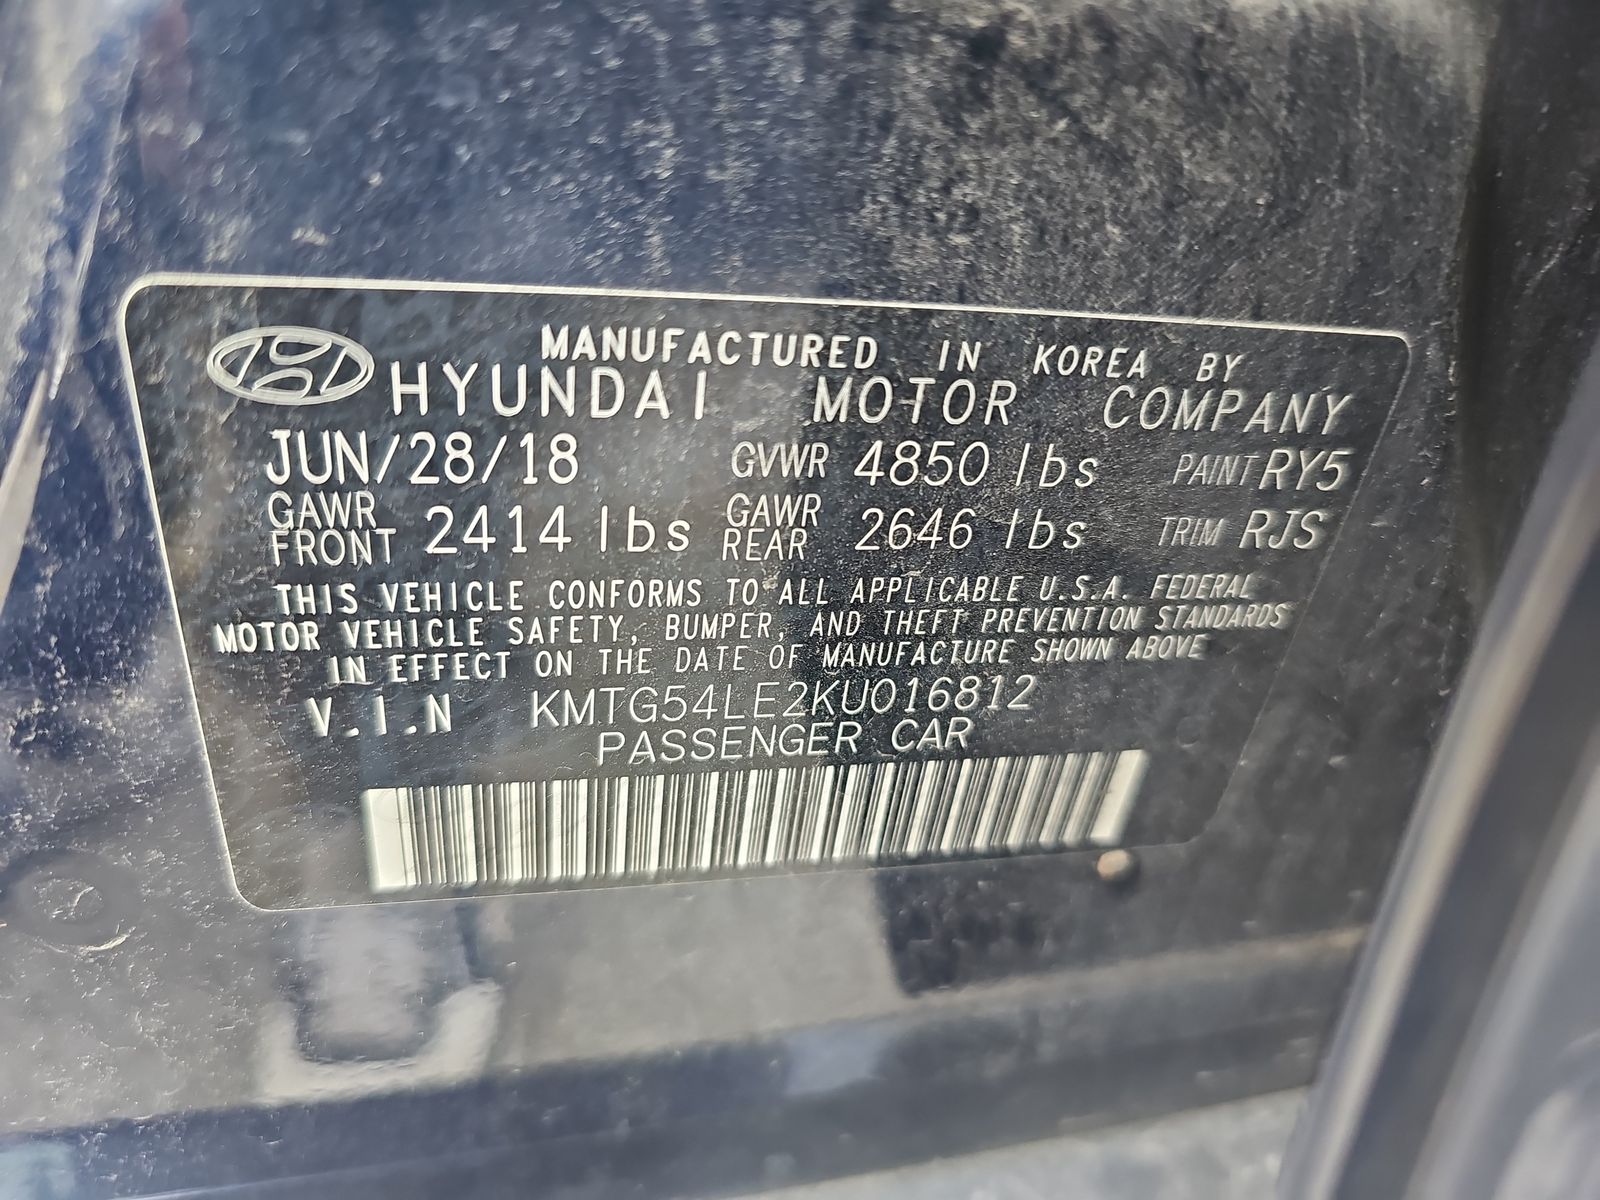 MANUFACTURED IN KOREA BY
HYUNDAI MOTOR COMPANY
JUN/28/18 GVWR 4850 lbs PAINT RY5
GAWR FRONT 2414 lbs GAWR REAR 2646 lbs TRIM RJS
THIS VEHICLE CONFORMS TO ALL APPLICABLE U.S.A. FEDERAL
MOTOR VEHICLE SAFETY, BUMPER, AND THEFT PREVENTION STANDARDS
IN EFFECT ON THE DATE OF MANUFACTURE SHOWN ABOVE
V.I.N KMTG54LE2KU016812
PASSENGER CAR